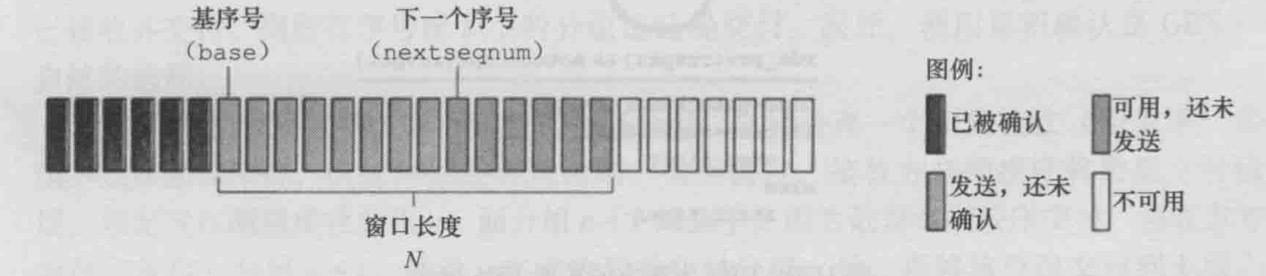 基序号
(base)
下一个序号
(nextseqnum)
窗口长度
N
图例:
已被确认
可用，还未
发送
发送，还未
确认
不可用